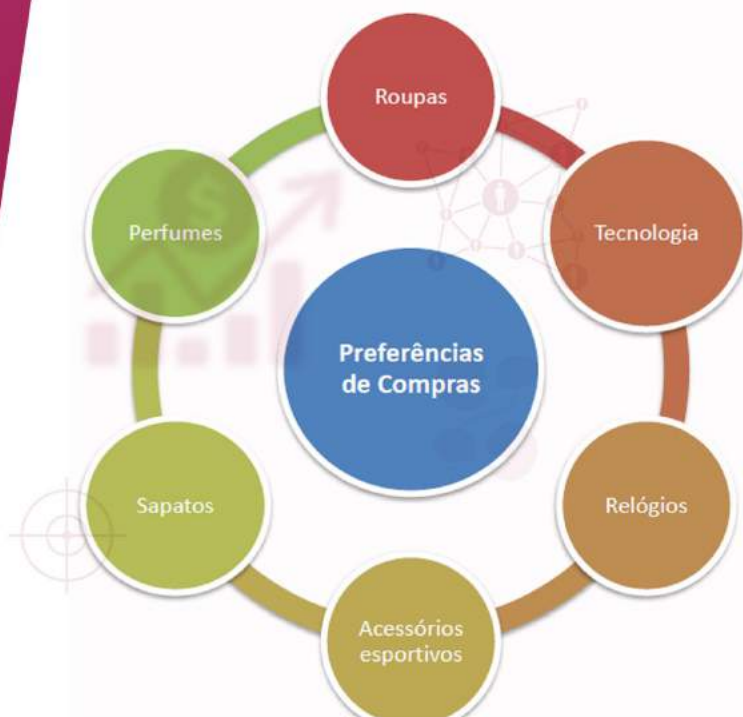 Roupas
Perfumes
Tecnologia
Preferências
de Compras
Sapatos
Relógios
Acessórios
esportivos